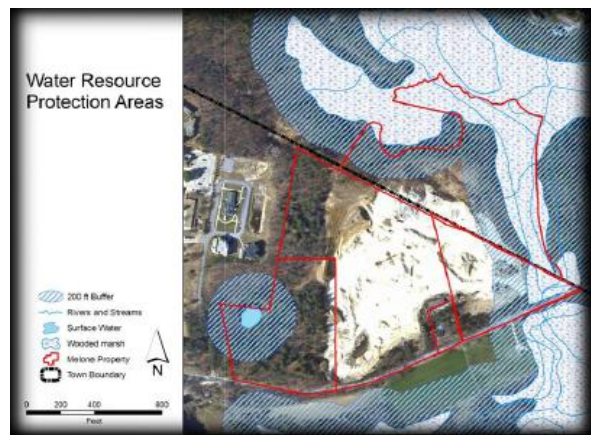 Water Resource
Protection Areas
200 ft Buffer
Rivers and Streams
Surface Water
Wooded marsh
Melone Property
Town Boundary
N
0 200 400 800
Feet